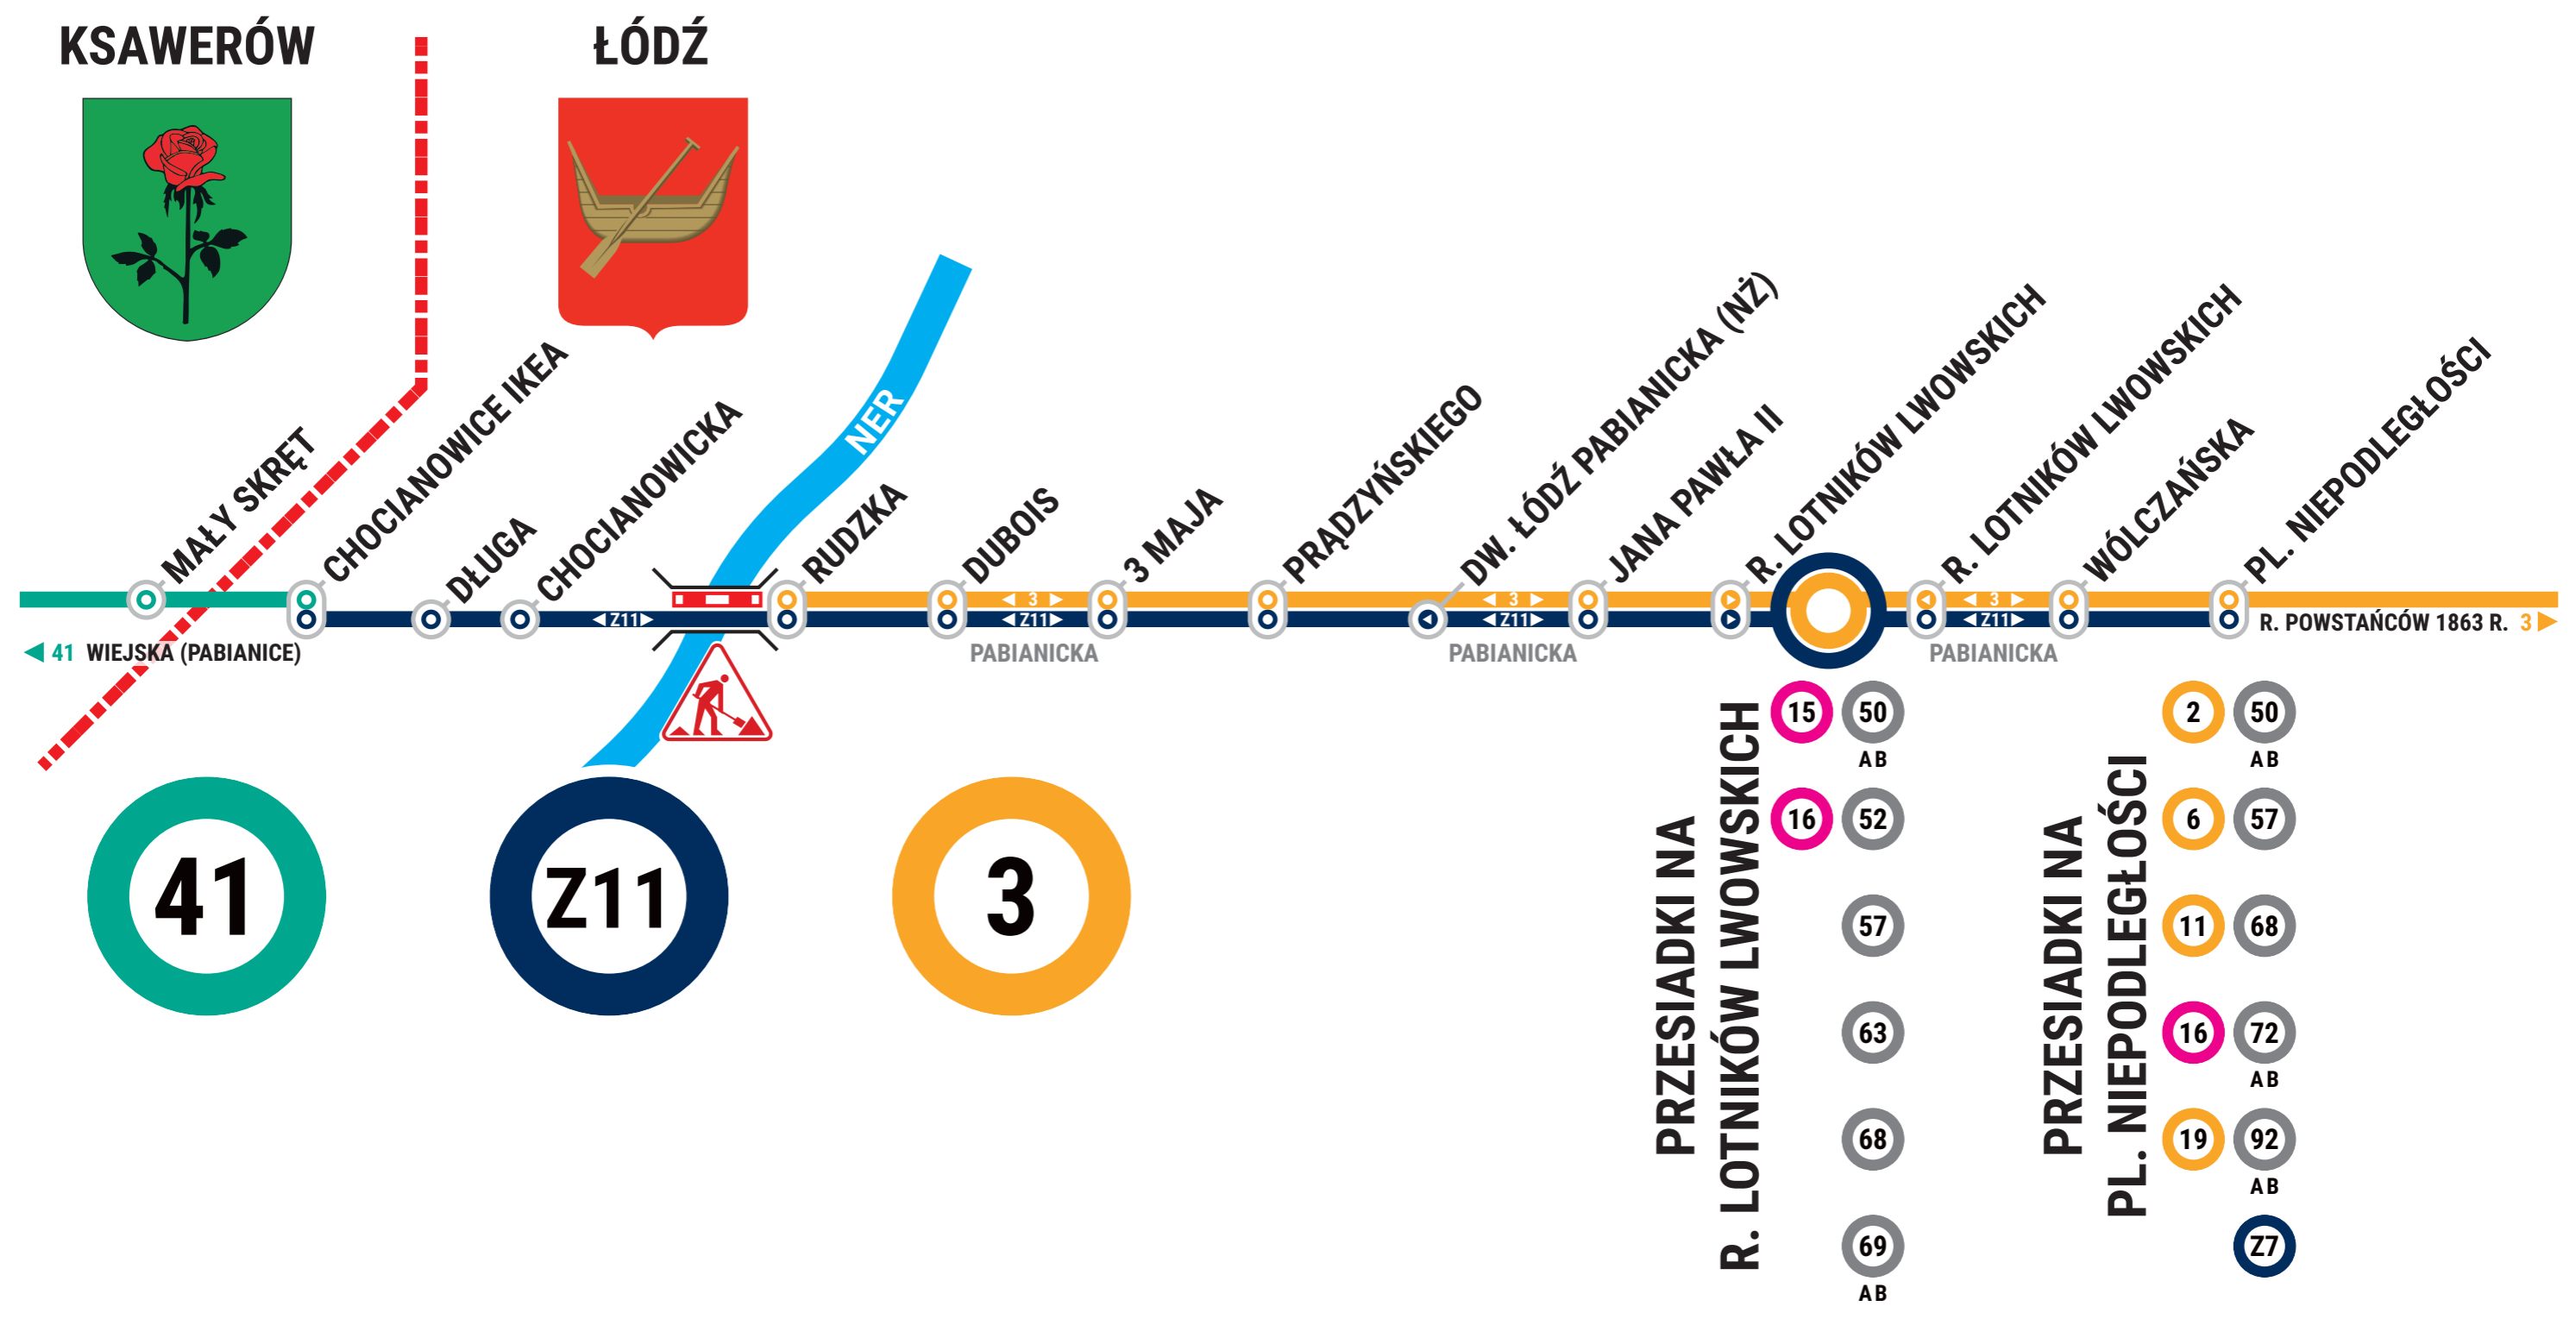 KSAWERÓW
ŁÓDŹ
NER
MAŁY SKRĘT
CHOCIANOWICE IKEA
DŁUGA
CHOCIANOWICKA
RUDZKA
DUBOIS
3 MAJA
PRĄDZYŃSKIEGO
DW. ŁÓDŹ PABIANICKA (NŻ)
JANA PAWŁA II
R. LOTNIKÓW LWOWSKICH
R. LOTNIKÓW LWOWSKICH
WÓLCZAŃSKA
PL. NIEPODLEGŁOŚCI
3
3
3
Z11
Z11
Z11
Z11
41 WIEJSKA (PABIANICE)
PABIANICKA
PABIANICKA
PABIANICKA
R. POWSTAŃCÓW 1863 R. 3
41
Z11
3
PRZESIADKI NA
R. LOTNIKÓW LWOWSKICH
15
50
AB
16
52
57
63
68
69
AB
PRZESIADKI NA
PL. NIEPODLEGŁOŚCI
2
50
AB
6
57
11
68
16
72
AB
19
92
AB
Z7